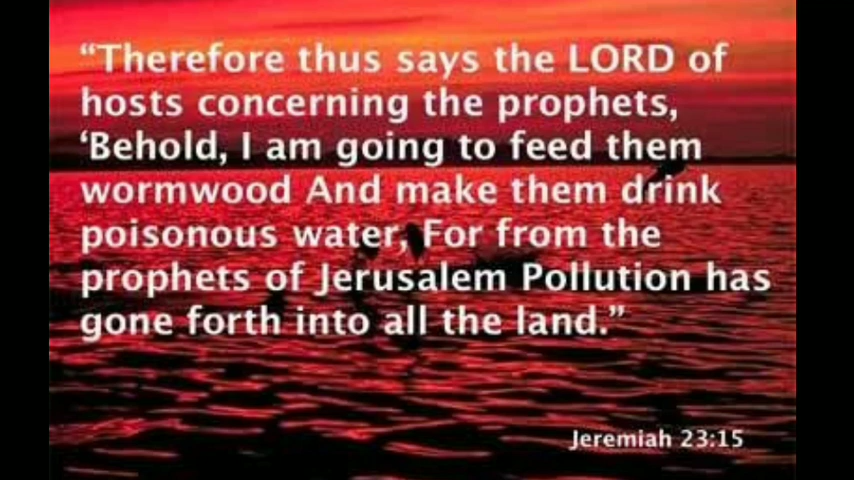 “Therefore thus says the LORD of
hosts concerning the prophets,
‘Behold, I am going to feed them
wormwood And make them drink
poisonous water, For from the
prophets of Jerusalem Pollution has
gone forth into all the land.”
Jeremiah 23:15